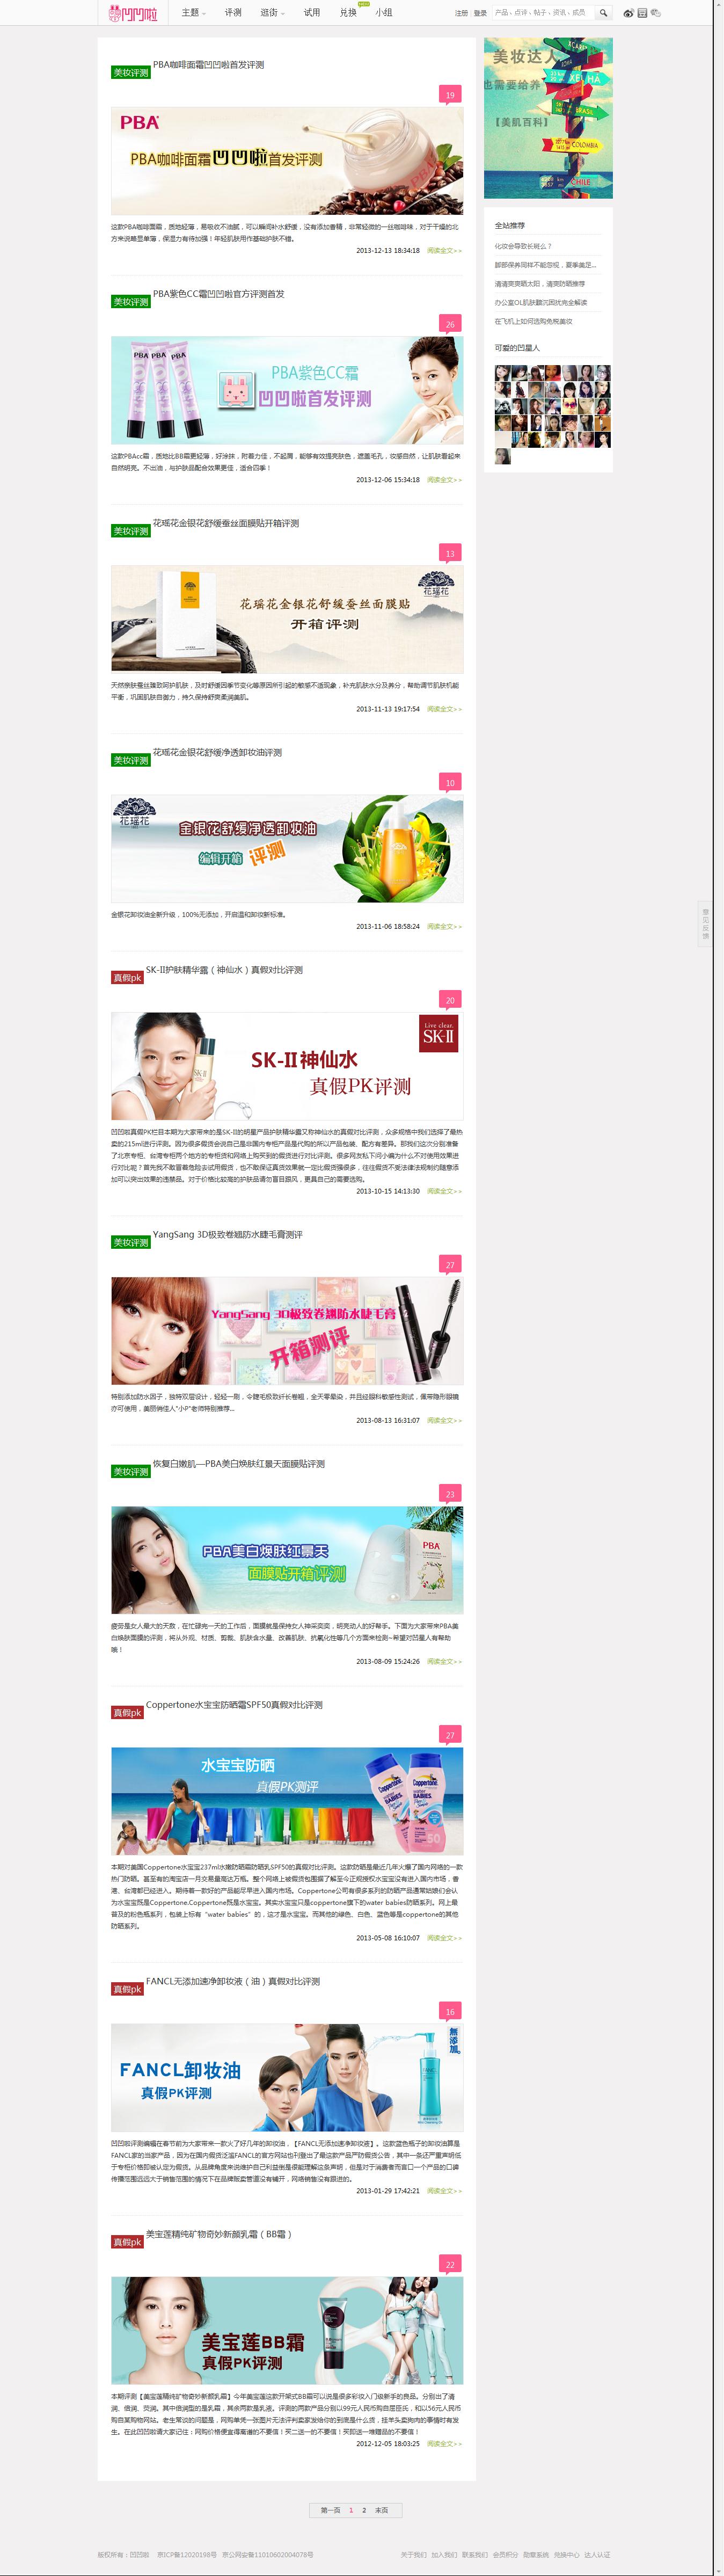 凹凹啦 主题 评测 逛街 试用 兑换 小组 注册 登录 产品、点评、帖子、资讯、成员
美妆评测 PBA咖啡面霜凹凹啦首发评测
19
PBA
PBA咖啡面霜凹凹啦首发评测
这款PBA咖啡面霜，质地轻薄，易吸收不油腻，可以瞬间补水舒缓，没有添加香精，非常轻微的一丝咖啡味，对于干燥的北
方来说略显单薄，保湿力有待加强！年轻肌肤用作基础护肤不错。
2013-12-13 18:34:18 阅读全文>>
美妆评测 PBA紫色CC霜凹凹啦官方评测首发
26
PBA紫色CC霜
凹凹啦首发评测
这款PBAcc霜，质地比BB霜更轻薄，好涂抹，附着力佳，不起屑，能够有效提亮肤色，遮盖毛孔，妆感自然，让肌肤看起来
自然明亮。不出油，与护肤品配合效果更佳，适合四季！
2013-12-06 15:34:18 阅读全文>>
美妆评测 花瑶花金银花舒缓蚕丝面膜贴开箱评测
13
花瑶花
花瑶花金银花舒缓蚕丝面膜贴
开箱评测
天然亲肤蚕丝臻致呵护肌肤，及时舒缓因季节变化等原因所引起的敏感不适现象，补充肌肤水分及养分，帮助调节肌肤机能
平衡，巩固肌肤自御力，持久保持舒爽柔润美肌。
2013-11-13 19:17:54 阅读全文>>
美妆评测 花瑶花金银花舒缓净透卸妆油评测
10
花瑶花
金银花舒缓净透卸妆油
编辑开箱 评测
金银花卸妆油全新升级，100%无添加，开启温和卸妆新标准。
2013-11-06 18:58:24 阅读全文>>
真假pk SK-II护肤精华露（神仙水）真假对比评测
20
Live clear.
SK-II
SK-II神仙水
真假PK评测
凹凹啦真假PK栏目本期为大家带来的是SK-II的明星产品护肤精华露又称神仙水的真假对比评测，众多规格中我们选择了最热
卖的215ml进行评测。因为很多假货会说自己是非国内专柜产品是代购的所以产品包装、配方有差异。那我们这次分别准备
了北京专柜、台湾专柜两个地方的专柜货和网络上购买到的假货进行对比评测。很多网友私下问小编为什么不对使用效果进
行对比呢？首先我不敢冒着危险去试用假货，也不敢保证真货效果就一定比假货强很多，往往假货不受法律法规制约随意添
加可以突出效果的违禁品。对于价格比较高的护肤品请勿盲目跟风，更具自己的需要选购。
2013-10-15 14:13:30 阅读全文>>
美妆评测 YangSang 3D极致卷翘防水睫毛膏测评
27
YangSang 3D极致卷翘防水睫毛膏
开箱测评
特别添加防水因子，独特双层设计，轻轻一刷，令睫毛极致纤长卷翘，全天零晕染，并且经眼科敏感性测试，佩带隐形眼镜
亦可使用，美丽俏佳人"小P"老师特别推荐...
2013-08-13 16:31:07 阅读全文>>
美妆评测 恢复白嫩肌—PBA美白焕肤红景天面膜贴评测
23
PBA美白焕肤红景天
面膜贴开箱评测
PBA
疲劳是女人最大的天敌，在忙碌完一天的工作后，面膜就是保持女人神采奕奕，明亮动人的好帮手。下面为大家带来PBA美
白焕肤面膜的评测，将从外观、材质、剪裁、肌肤含水量、改善肌肤、抗氧化性等几个方面来检测~希望对凹星人有帮助
哦！
2013-08-09 15:24:26 阅读全文>>
真假pk Coppertone水宝宝防晒霜SPF50真假对比评测
27
水宝宝防晒
真假PK测评
Coppertone
water BABIES
50
本期对美国Coppertone水宝宝237ml水嫩防晒霜防晒乳SPF50的真假对比评测。这款防晒是最近几年火爆了国内网络的一款
热门防晒。甚至有的淘宝店一月交易量高达万瓶。整个网络上被假货包围据了解至今正规授权水宝宝没有进入国内市场，香
港、台湾都已经进入。期待着一款好的产品能尽早进入国内市场。Coppertone公司有很多系列的防晒产品通常姑娘们会认
为水宝宝既是Coppertone.Coppertone既是水宝宝。其实水宝宝只是coppertone旗下的water babies防晒系列。网上最
普及的粉色瓶系列，包装上标有“water babies”的，这才是水宝宝。而其他的绿色、白色、蓝色等是coppertone的其他
防晒系列。
2013-05-08 16:10:07 阅读全文>>
真假pk FANCL无添加速净卸妆液（油）真假对比评测
16
無添加
FANCL卸妆油
真假PK评测
凹凹啦评测编辑在春节前为大家带来一款火了好几年的卸妆油，【FANCL无添加速净卸妆液】。这款蓝色瓶子的卸妆油算是
FANCL家的当家产品，因为在国内假货泛滥FANCL的官方网站也刊登出了最这款产品严防假货公告，其中一条还严重声明低
于专柜价格即被认定为假货。从品牌角度来说维护自己利益倒是很能理解这条声明，但是对于消费者而言口一个产品的口碑
传播范围远远大于销售范围的情况下在品牌贩卖管道没有铺开，网络销售没有跟进的。
2013-01-29 17:42:21 阅读全文>>
真假pk 美宝莲精纯矿物奇妙新颜乳霜（BB霜）
22
美宝莲BB霜
真假PK评测
本期评测【美宝莲精纯矿物奇妙新颜乳霜】今年美宝莲这款开架式BB霜可以说是很多彩妆入门级新手的良品。分别出了清
润、倍润、荧润。其中倍润型的是乳霜，其余两款是乳液。评测的两款产品分别以99元人民币购自屈臣氏，和以56元人民币
购自某购物网站。老生常谈的问题是，网购单凭一张图片无法评判卖家发给你的到底是什么货，挂羊头卖狗肉的事情时有发
生。在此凹凹啦请大家记住：网购价格便宜得离谱的不要信！买二送一的不要信！买即送一堆赠品的不要信！
2012-12-05 18:03:25 阅读全文>>
第一页 1 2 末页
美妆达人
也需要给养
【美肌百科】
BRASIL
COLOMBIA
CHILE
全站推荐
化妆会导致长斑么？
脚部保养同样不能忽视，夏季美足...
清清爽爽晒太阳，清爽防晒推荐
办公室OL肌肤翻沉困扰完全解读
在飞机上如何选购免税美妆
可爱的凹星人
意见反馈
版权所有：凹凹啦 京ICP备12020198号 京公网安备11010602004078号 关于我们 加入我们 联系我们 会员积分 勋章系统 兑换中心 达人认证